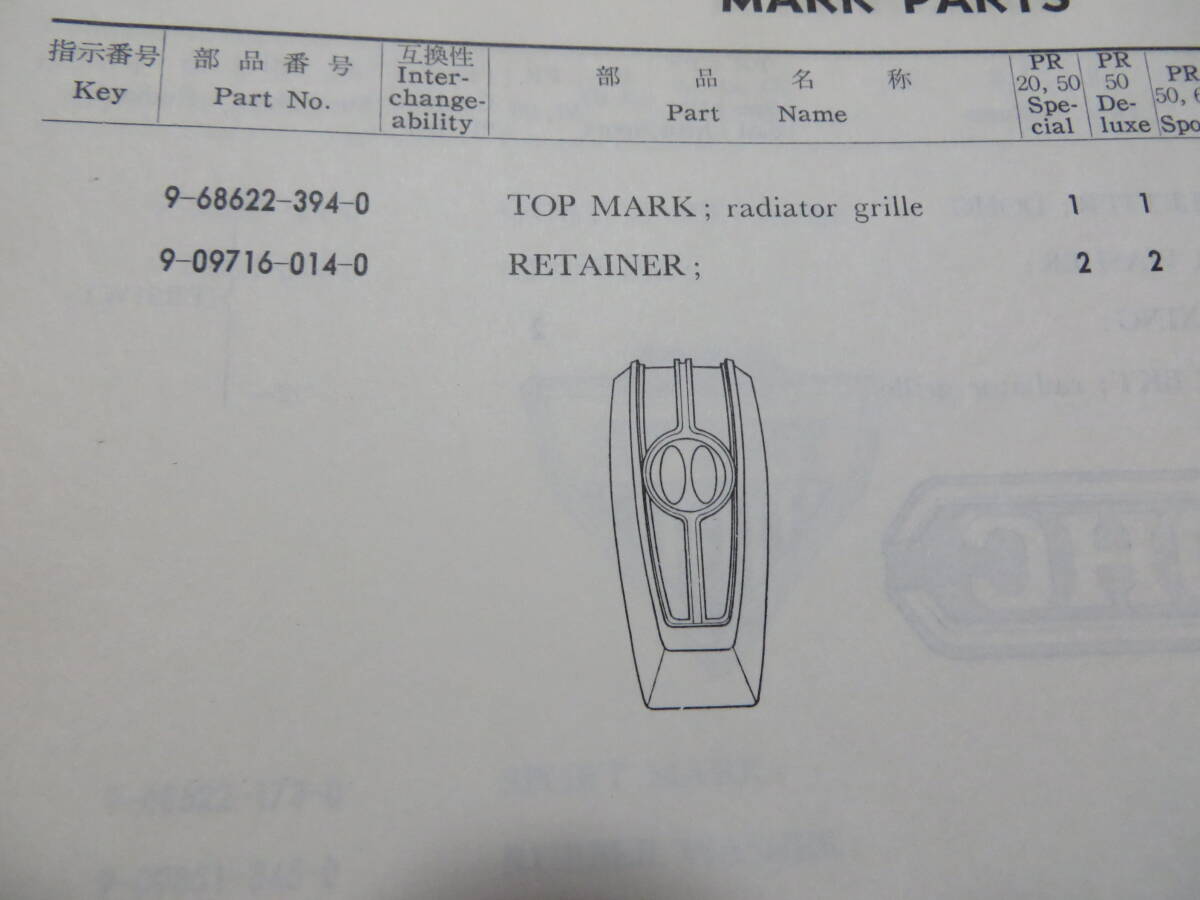 MARK PARTS
指示番号 部品番号 互換性 部品名称 PR PR PR
Key Part No. Inter- Part Name 20, 50 50 50,
change- Spe- De-
ability cial luxe Spo
9-68622-394-0 TOP MARK ; radiator grille 1 1
9-09716-014-0 RETAINER ; 2 2